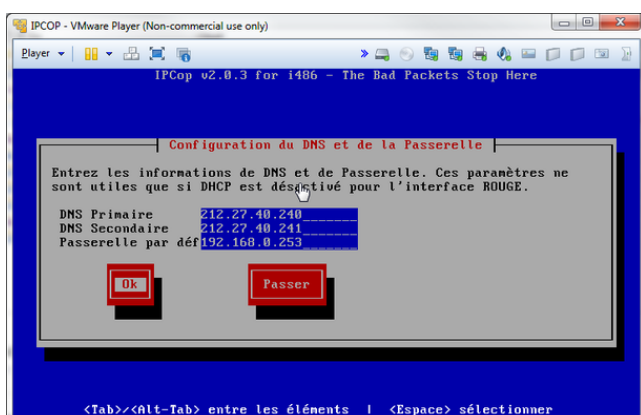 IPCOP - VMware Player (Non-commercial use only)
Player
IPCop v2.0.3 for i486 - The Bad Packets Stop Here
Configuration du DNS et de la Passerelle
Entrez les informations de DNS et de Passerelle. Ces paramètres ne
sont utiles que si DHCP est désactivé pour l'interface ROUGE.
DNS Primaire 212.27.40.240
DNS Secondaire 212.27.40.241
Passerelle par déf192.168.0.253
Ok Passer
<Tab>/<Alt-Tab> entre les éléments | <Espace> sélectionner